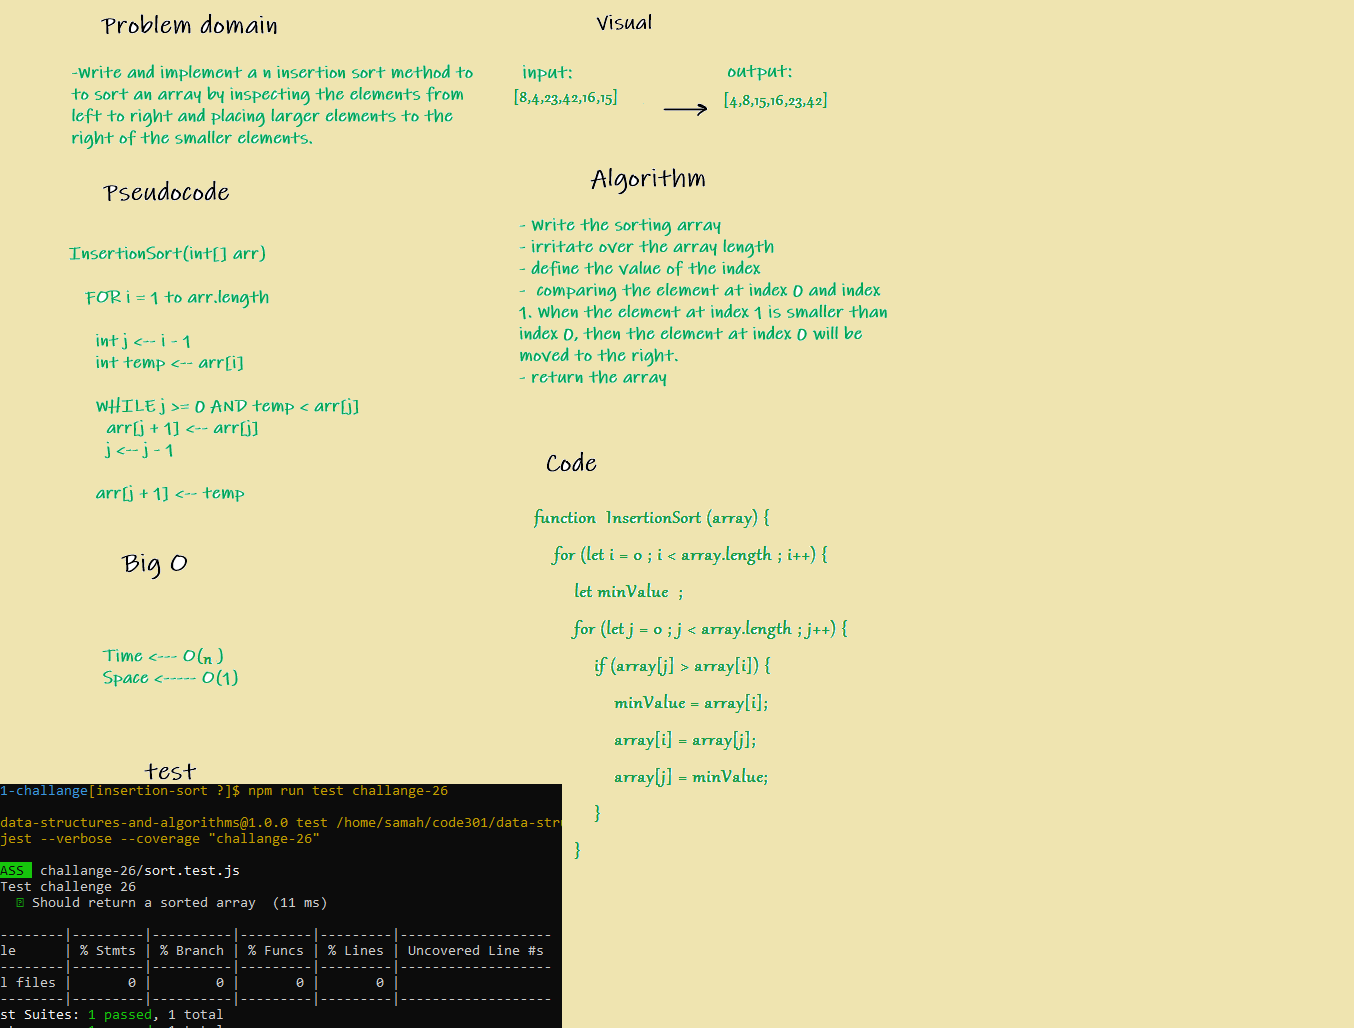 Problem domain
-Write and implement a n insertion sort method to
to sort an array by inspecting the elements from
left to right and placing larger elements to the
right of the smaller elements.
Pseudocode
InsertionSort(int[] arr)
FOR i = 1 to arr.length
int j <-- i - 1
int temp <-- arr[i]
WHILE j >= 0 AND temp < arr[j]
arr[j + 1] <-- arr[j]
j <-- j - 1
arr[j + 1] <-- temp
Big O
Time <--- O(n )
Space <----- O(1)
Visual
input:
[8,4,23,42,16,15]
output:
[4,8,15,16,23,42]
Algorithm
- Write the sorting array
- irritate over the array length
- define the value of the index
- comparing the element at index 0 and index
1. When the element at index 1 is smaller than
index 0, then the element at index 0 will be
moved to the right.
- return the array
Code
function InsertionSort (array) {
for (let i = 0 ; i < array.length ; i++) {
let minValue ;
for (let j = 0 ; j < array.length ; j++) {
if (array[j] > array[i]) {
minValue = array[i];
array[i] = array[j];
array[j] = minValue;
}
}
test
1-challange[insertion-sort ?]$ npm run test challange-26
data-structures-and-algorithms@1.0.0 test /home/samah/code301/data-str
jest --verbose --coverage "challange-26"
ASS challange-26/sort.test.js
Test challenge 26
Should return a sorted array (11 ms)
--------|---------|----------|---------|---------|-------------------
le | % Stmts | % Branch | % Funcs | % Lines | Uncovered Line #s
--------|---------|----------|---------|---------|-------------------
l files | 0 | 0 | 0 | 0 |
--------|---------|----------|---------|---------|-------------------
st Suites: 1 passed, 1 total